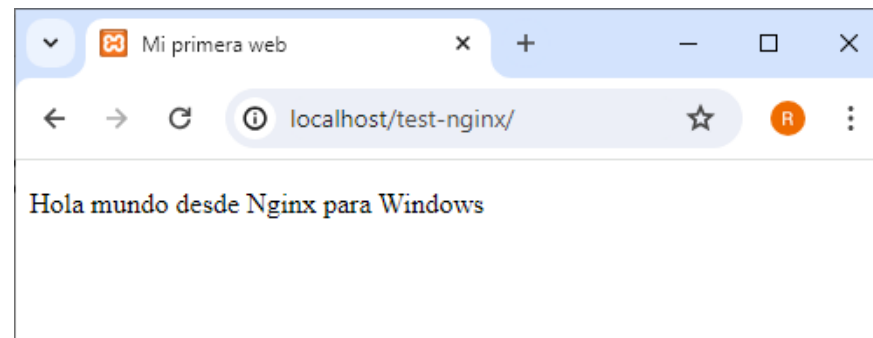 Mi primera web
localhost/test-nginx/
R
Hola mundo desde Nginx para Windows